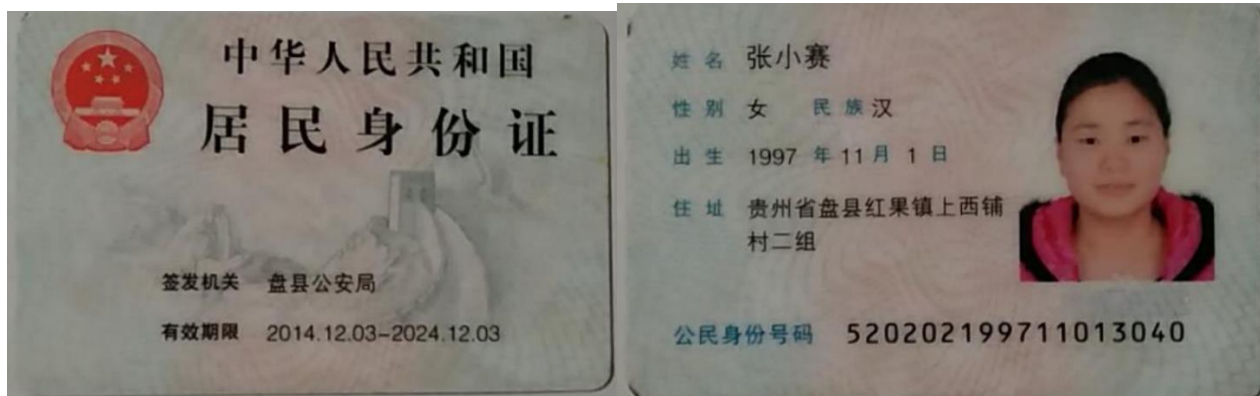 中华人民共和国
居民身份证
签发机关 盘县公安局
有效期限 2014.12.03-2024.12.03
姓名 张小赛
性别 女 民族 汉
出生 1997 年 11 月 1 日
住址 贵州省盘县红果镇上西铺
村二组
公民身份号码 520202199711013040